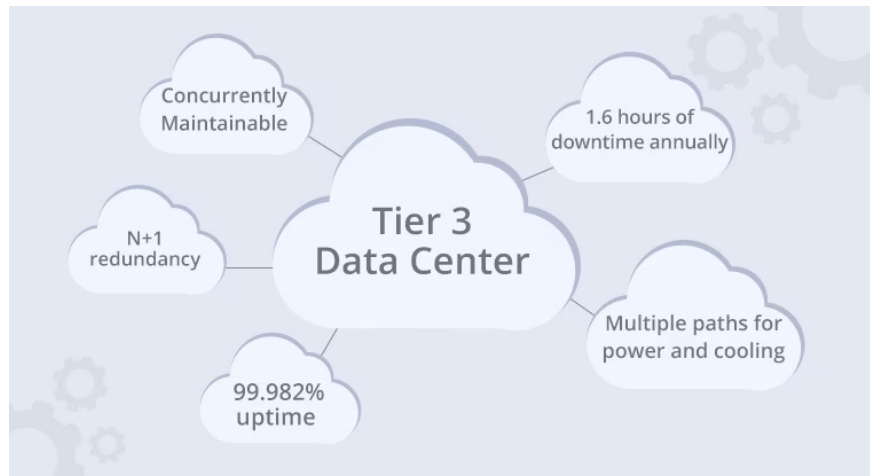 Concurrently
Maintainable
1.6 hours of
downtime annually
Tier 3
Data Center
N+1
redundancy
Multiple paths for
power and cooling
99.982%
uptime